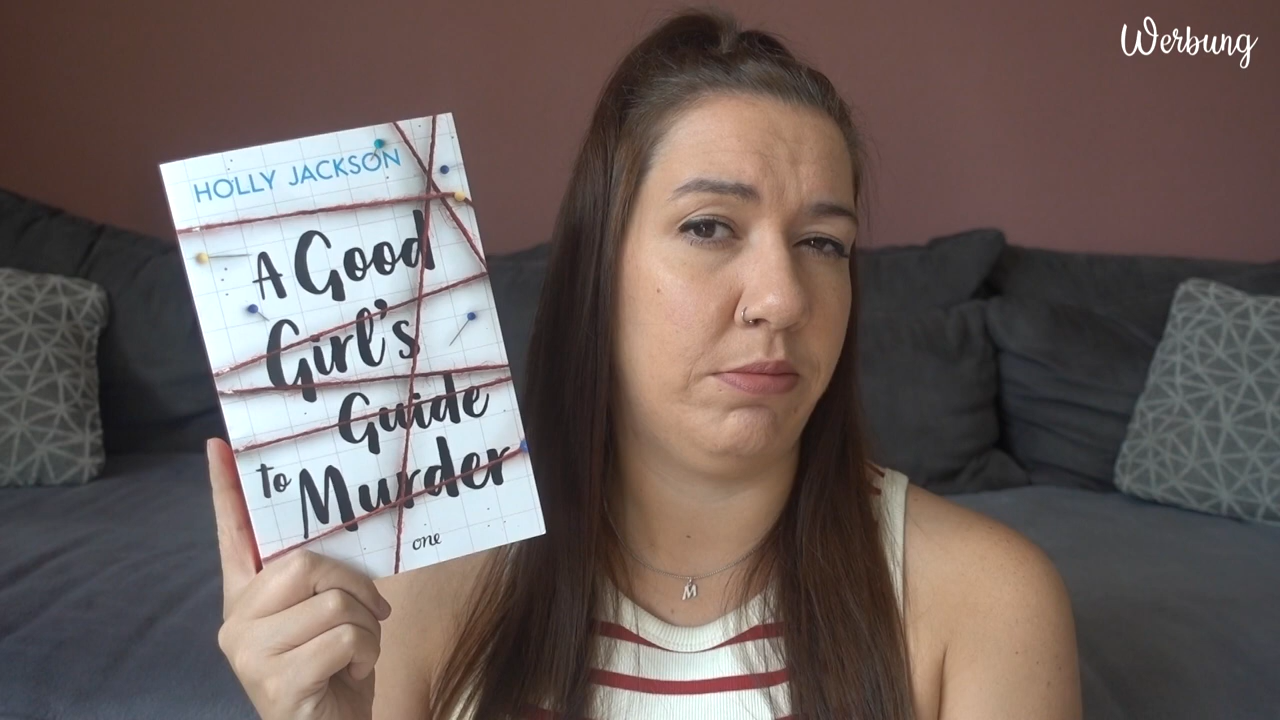 Werbung
HOLLY JACKSON
A Good
Girl's
Guide
to Murder
one
M